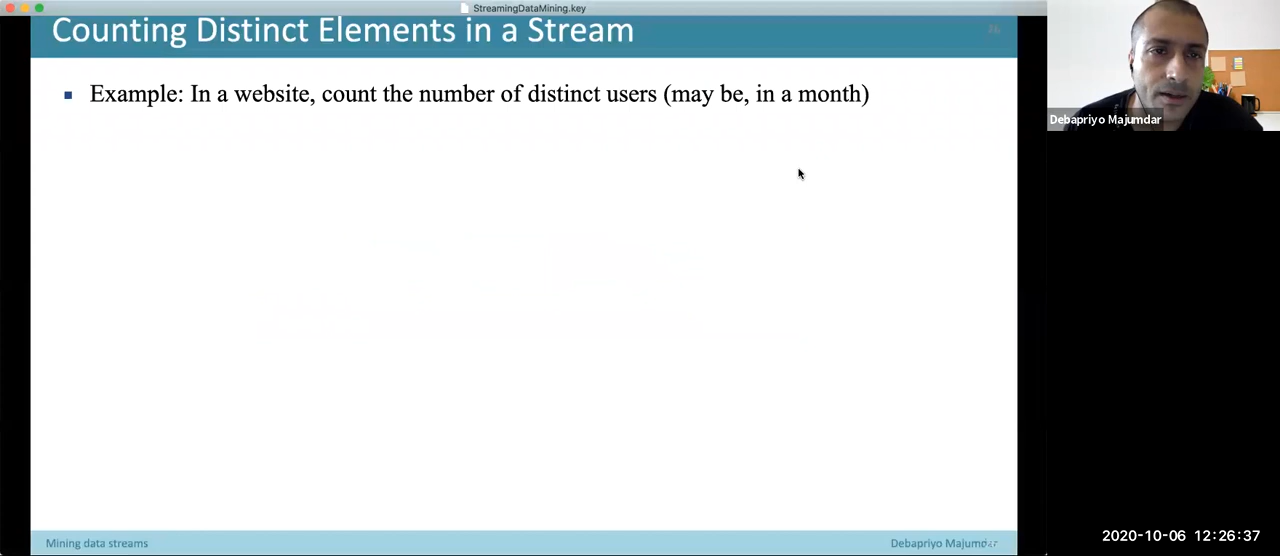 StreamingDataMining.key
Counting Distinct Elements in a Stream
Example: In a website, count the number of distinct users (may be, in a month)
Debapriyo Majumdar
Mining data streams
Debapriyo
2020-10-06 12:26:37